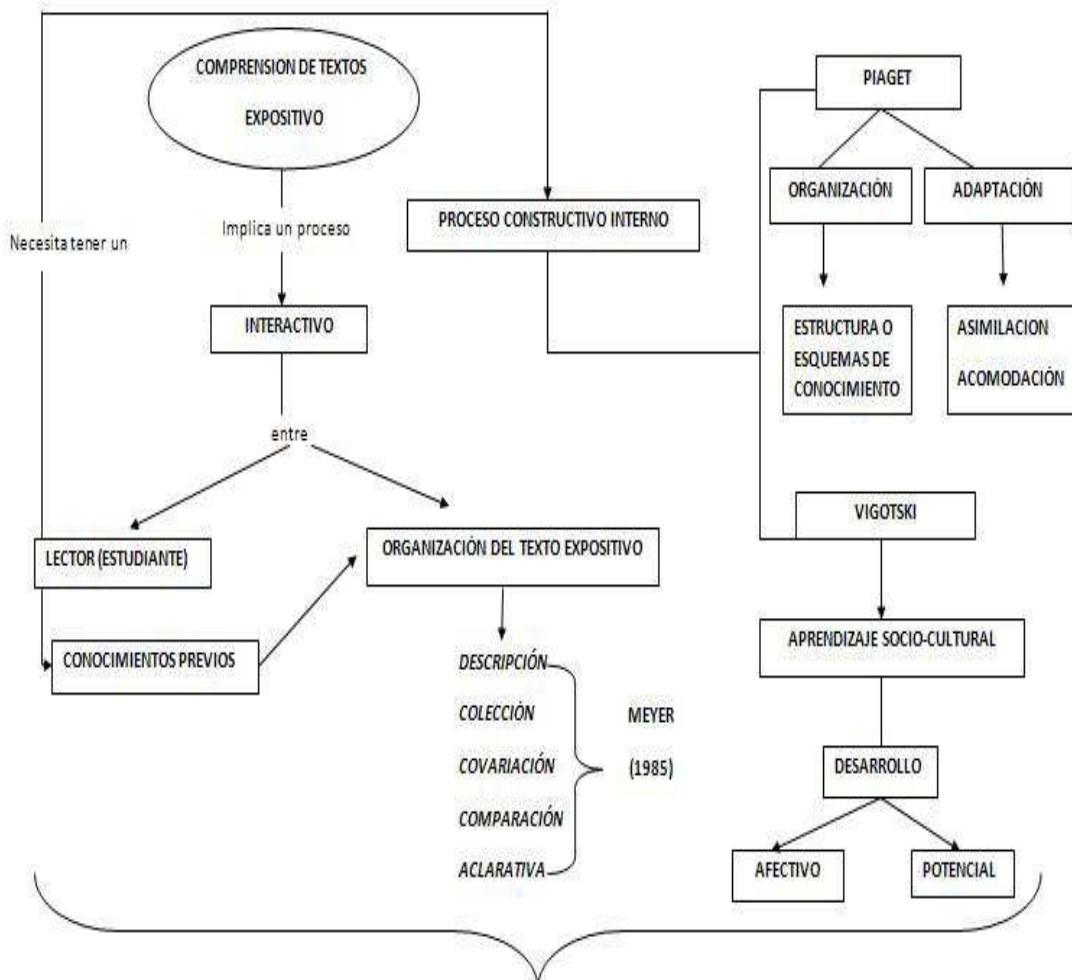 COMPRENSION DE TEXTOS
EXPOSITIVO
Necesita tener un
Implica un proceso
INTERACTIVO
entre
LECTOR (ESTUDIANTE)
CONOCIMIENTOS PREVIOS
ORGANIZACIÓN DEL TEXTO EXPOSITIVO
DESCRIPCIÓN
COLECCIÓN
COVARIACIÓN
COMPARACIÓN
ACLARATIVA
MEYER
(1985)
PROCESO CONSTRUCTIVO INTERNO
PIAGET
ORGANIZACIÓN
ADAPTACIÓN
ESTRUCTURA O
ESQUEMAS DE
CONOCIMIENTO
ASIMILACION
ACOMODACIÓN
VIGOTSKI
APRENDIZAJE SOCIO-CULTURAL
DESARROLLO
AFECTIVO
POTENCIAL